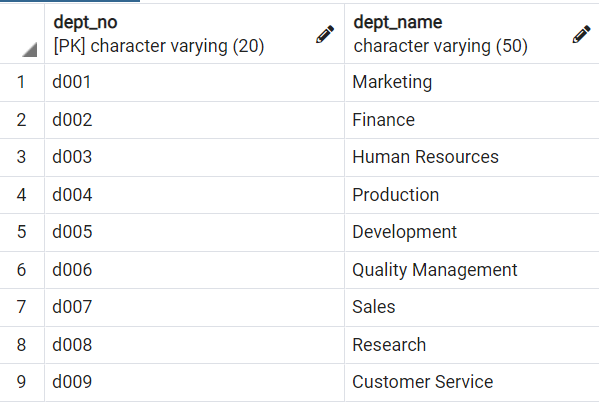 dept_no dept_name
[PK] character varying (20) character varying (50)
1 d001 Marketing
2 d002 Finance
3 d003 Human Resources
4 d004 Production
5 d005 Development
6 d006 Quality Management
7 d007 Sales
8 d008 Research
9 d009 Customer Service